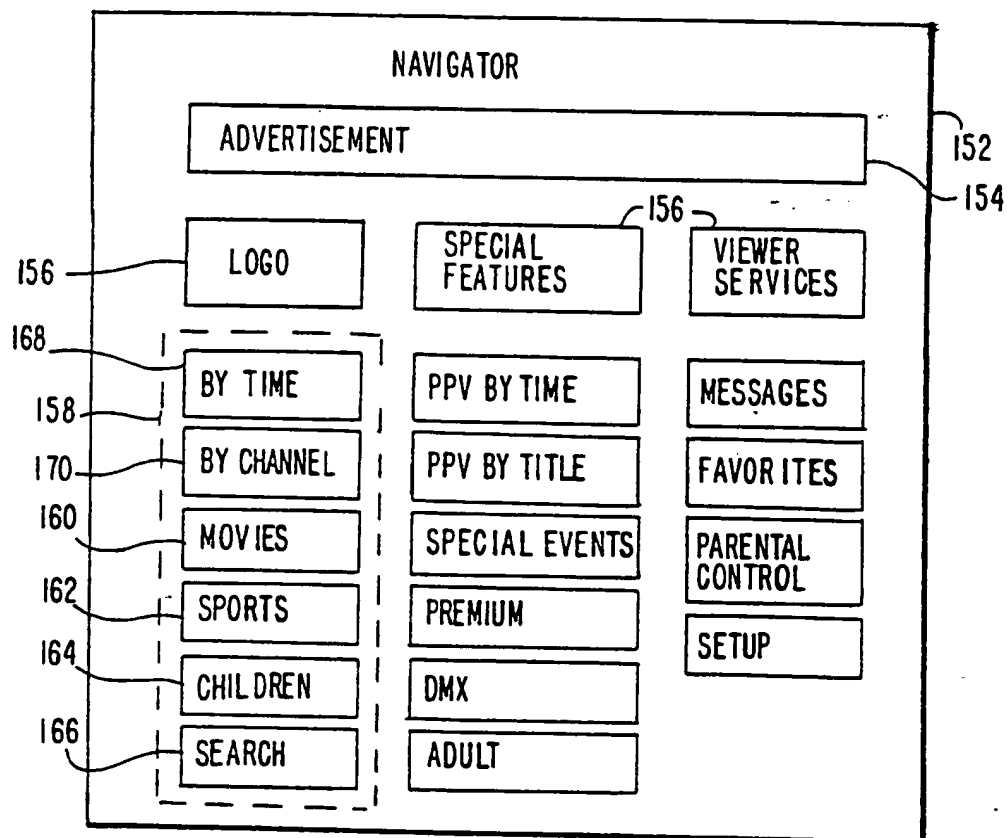 NAVIGATOR
ADVERTISEMENT
152
154
156
156
LOGO
SPECIAL
FEATURES
VIEWER
SERVICES
168
158
170
160
162
164
166
BY TIME
BY CHANNEL
MOVIES
SPORTS
CHILDREN
SEARCH
PPV BY TIME
PPV BY TITLE
SPECIAL EVENTS
PREMIUM
DMX
ADULT
MESSAGES
FAVORITES
PARENTAL
CONTROL
SETUP